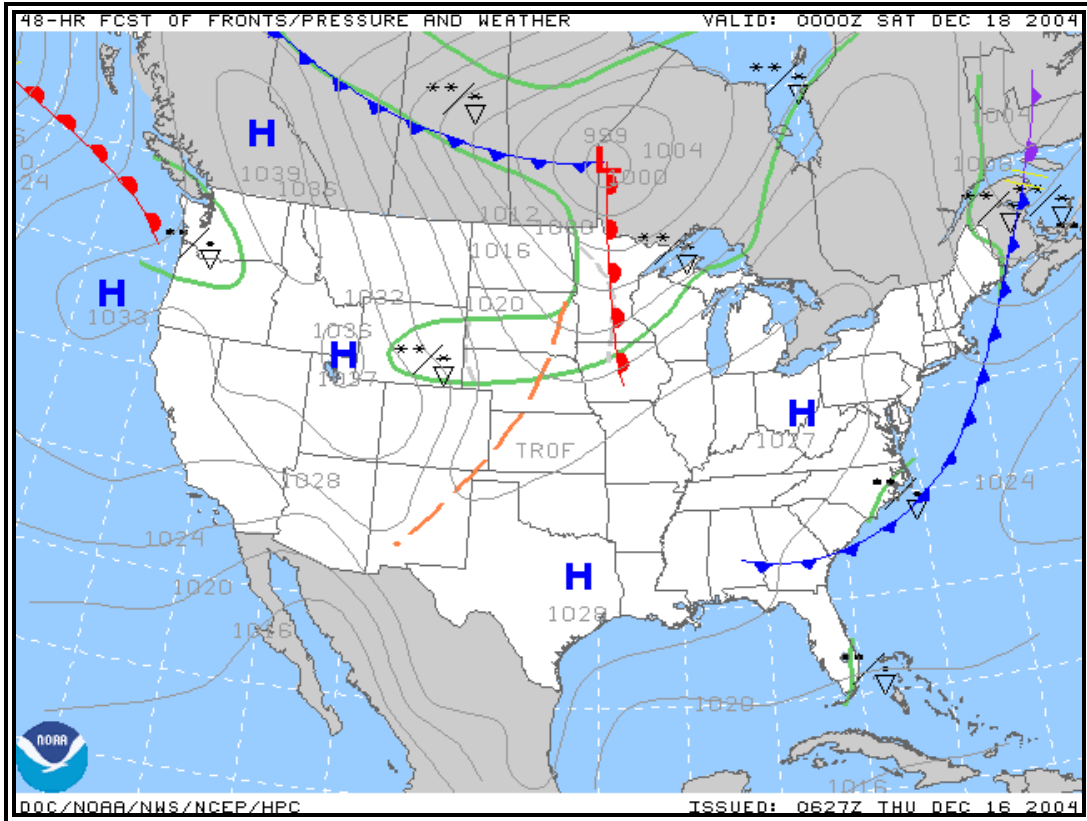 48-HR FCST OF FRONTS/PRESSURE AND WEATHER
VALID: 0000Z SAT DEC 18 2004
999
1004
1004
H
1000
1008
1039
1036
L
24
1012
1016
H
1033
1032
1020
1036
H
1037
H
1027
TROF
1028
1024
1024
1020
H
1028
1016
1020
NOAA
1016
DOC/NOAA/NWS/NCEP/HPC
ISSUED: 0627Z THU DEC 16 2004